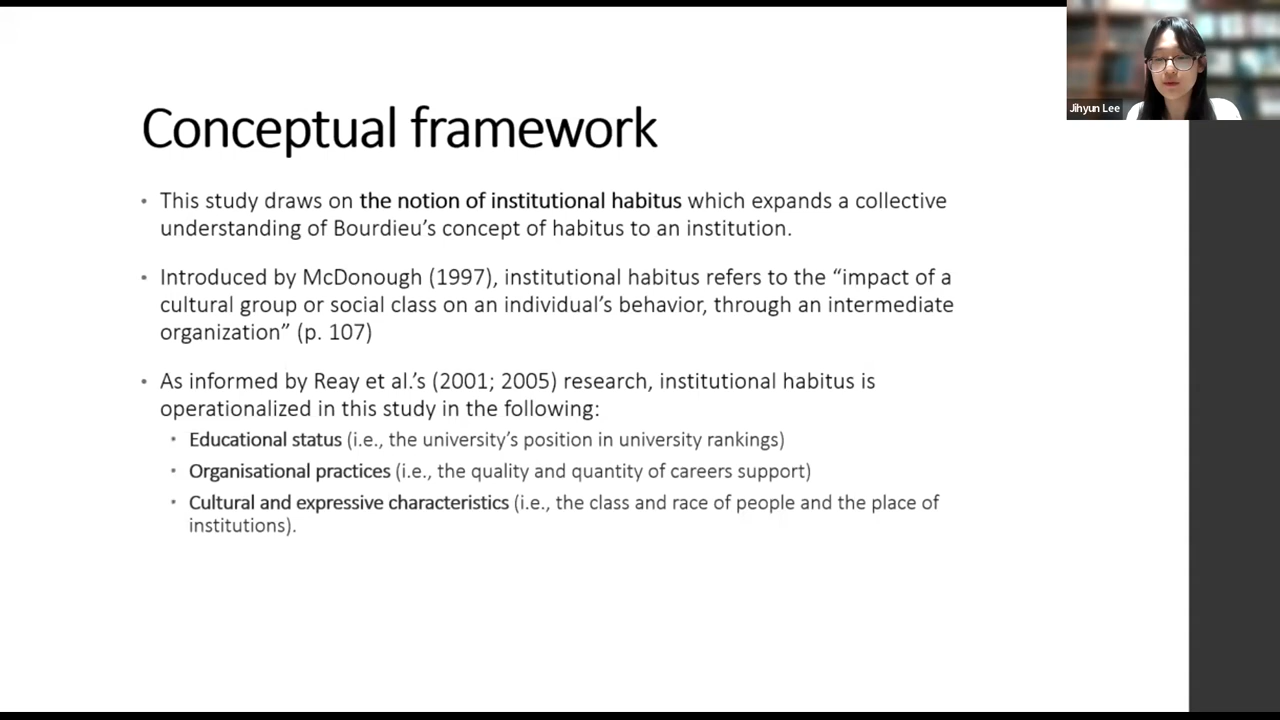 Jihyun Lee
Conceptual framework
• This study draws on the notion of institutional habitus which expands a collective
understanding of Bourdieu’s concept of habitus to an institution.
• Introduced by McDonough (1997), institutional habitus refers to the “impact of a
cultural group or social class on an individual’s behavior, through an intermediate
organization” (p. 107)
• As informed by Reay et al.’s (2001; 2005) research, institutional habitus is
operationalized in this study in the following:
• Educational status (i.e., the university’s position in university rankings)
• Organisational practices (i.e., the quality and quantity of careers support)
• Cultural and expressive characteristics (i.e., the class and race of people and the place of
institutions).